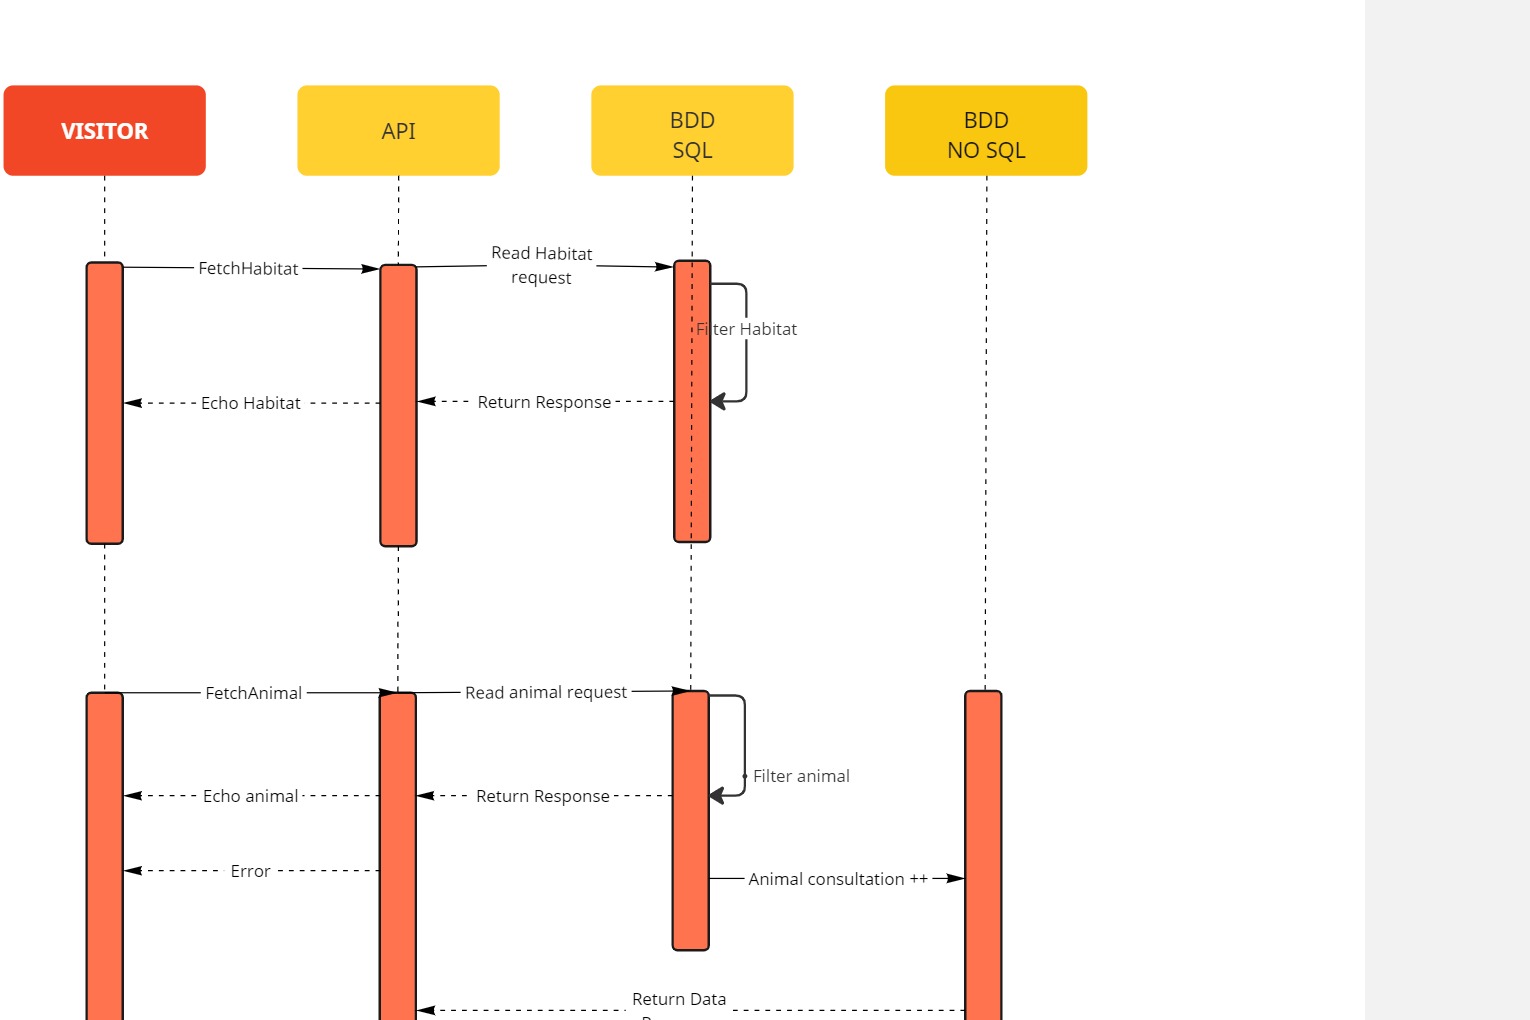 VISITOR
API
BDD
SQL
BDD
NO SQL
FetchHabitat
Read Habitat
request
Filter Habitat
Echo Habitat
Return Response
FetchAnimal
Read animal request
Filter animal
Echo animal
Return Response
Error
Animal consultation ++
Return Data